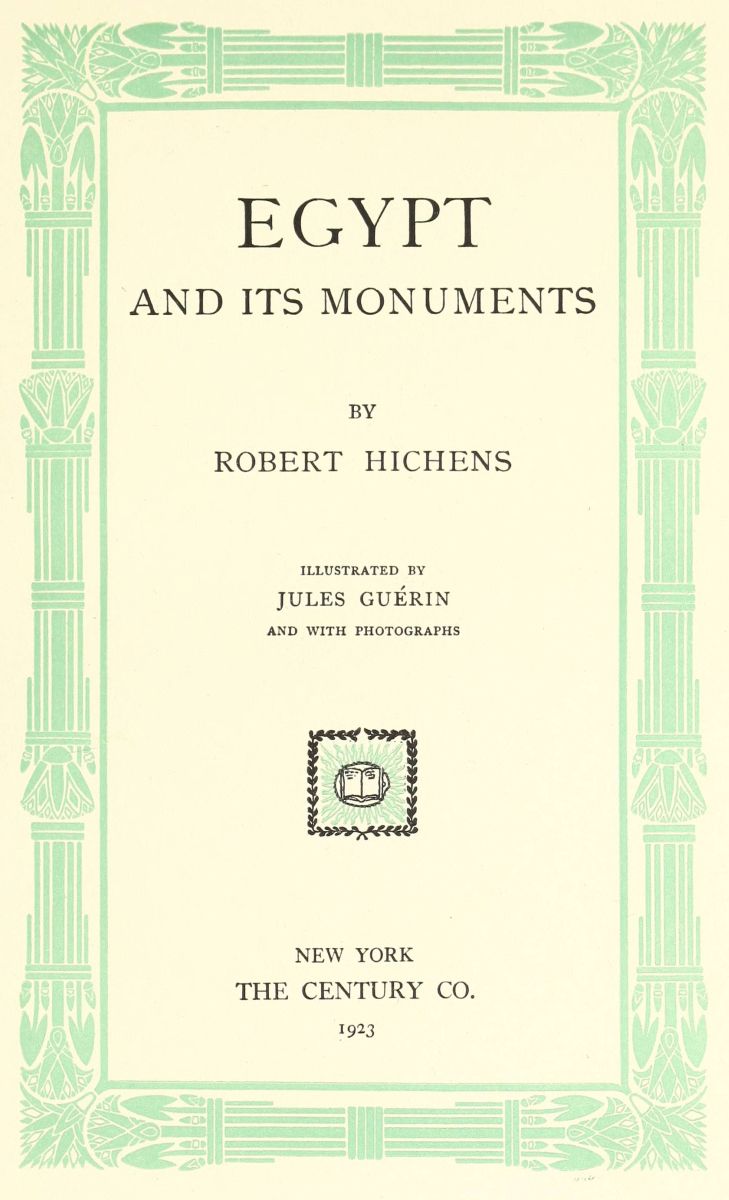 EGYPT
AND ITS MONUMENTS
BY
ROBERT HICHENS
ILLUSTRATED BY
JULES GUÉRIN
AND WITH PHOTOGRAPHS
NEW YORK
THE CENTURY CO.
1923